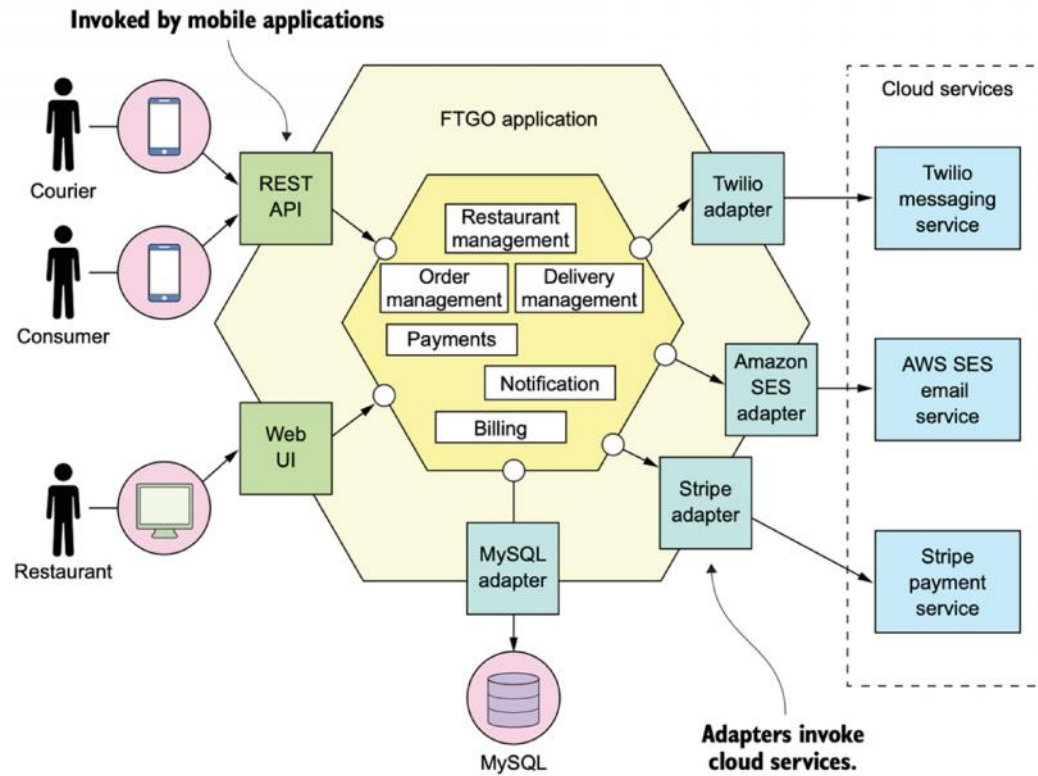 Invoked by mobile applications
Courier
Consumer
Restaurant
REST
API
Web
UI
FTGO application
Restaurant
management
Order
management
Delivery
management
Payments
Notification
Billing
Twilio
adapter
Amazon
SES
adapter
Stripe
adapter
MySQL
adapter
MySQL
Cloud services
Twilio
messaging
service
AWS SES
email
service
Stripe
payment
service
Adapters invoke
cloud services.